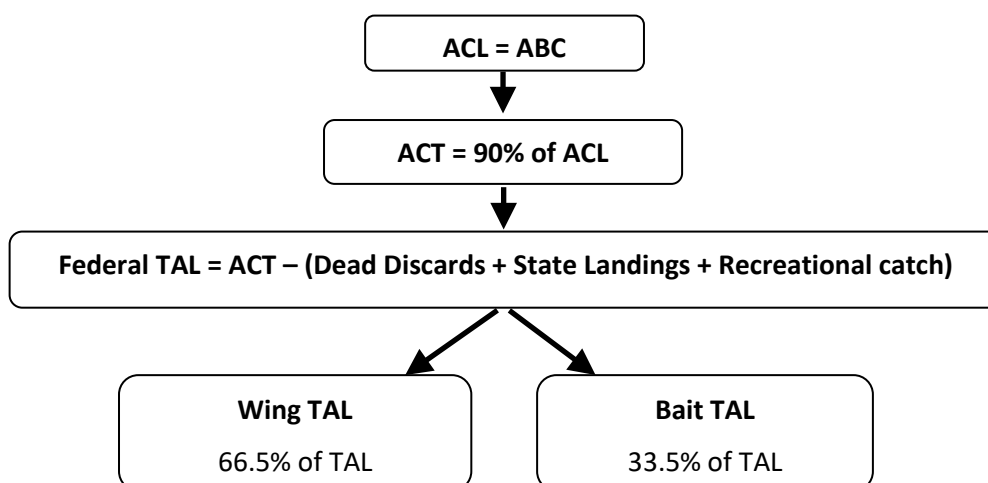 ACL = ABC
ACT = 90% of ACL
Federal TAL = ACT – (Dead Discards + State Landings + Recreational catch)
Wing TAL
66.5% of TAL
Bait TAL
33.5% of TAL